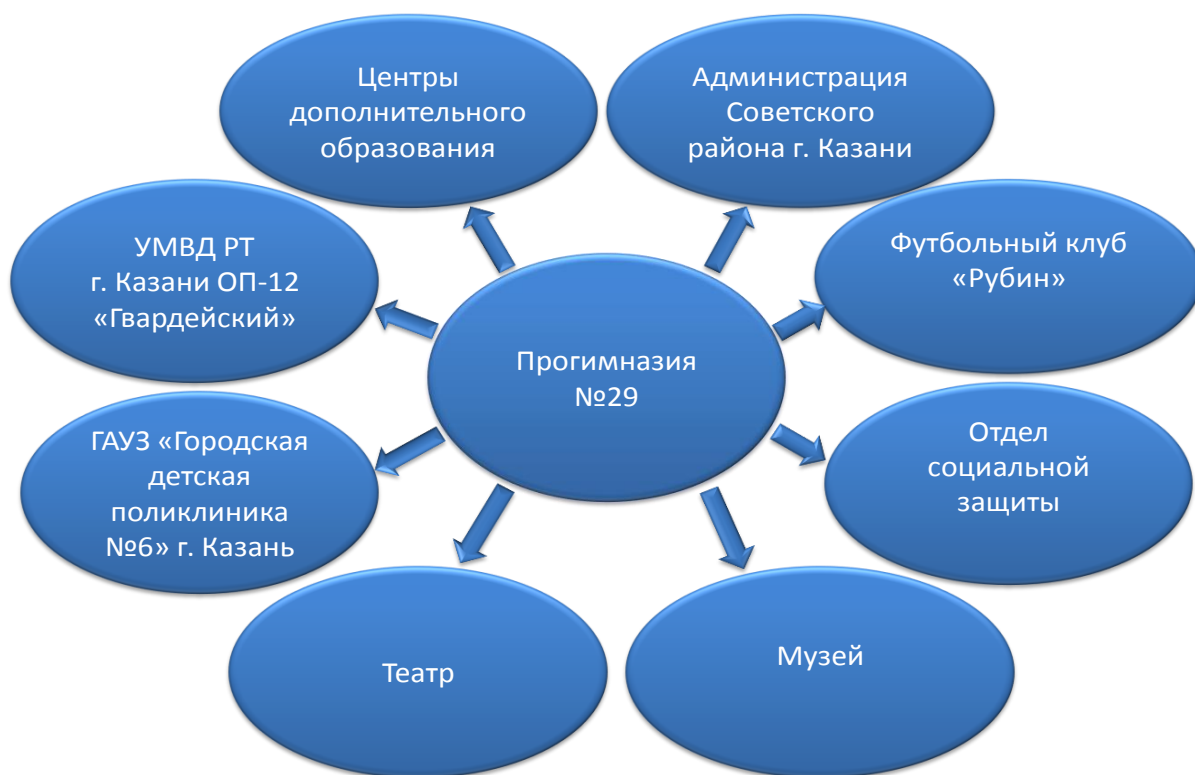 Центры
дополнительного
образования
Администрация
Советского
района г. Казани
УМВД РТ
г. Казани ОП-12
«Гвардейский»
Футбольный клуб
«Рубин»
Прогимназия
№29
ГАУЗ «Городская
детская
поликлиника
№6» г. Казань
Отдел
социальной
защиты
Театр
Музей